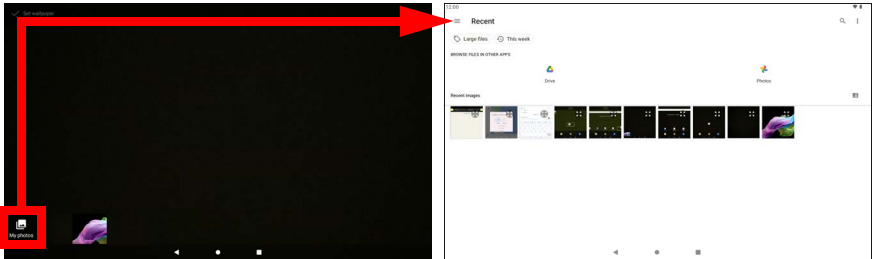 Set wallpaper
My photos
12:00
Recent
Large files
This week
BROWSE FILES IN OTHER APPS
Drive
Photos
Recent images